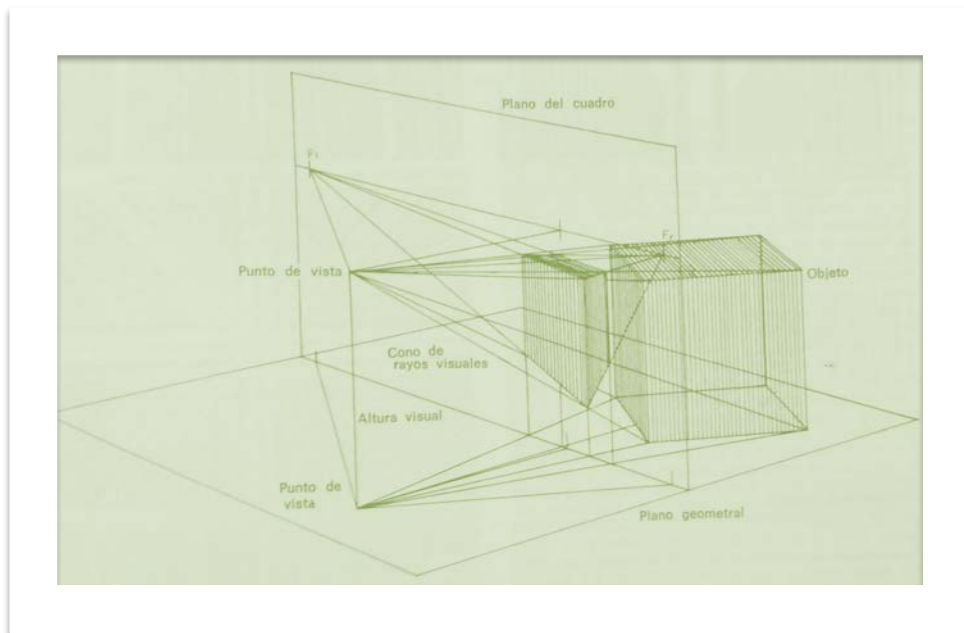 Plano del cuadro
F₁
Fr
Punto de vista
Objeto
Cono de
rayos visuales
Altura visual
Punto de
vista
Plano geometral